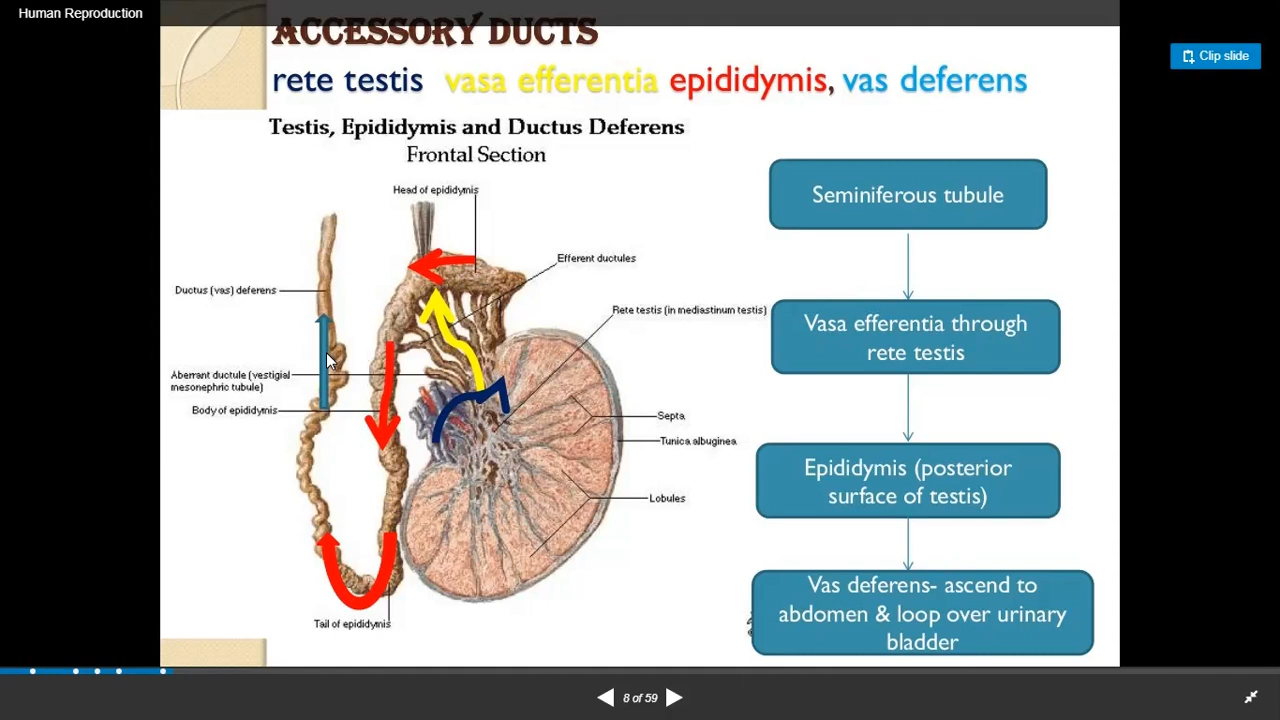 Human Reproduction
Clip slide
ACCESSORY DUCTS
rete testis vasa efferentia epididymis, vas deferens
Testis, Epididymis and Ductus Deferens
Frontal Section
Head of epididymis
Efferent ductules
Ductus (vas) deferens
Rete testis (in mediastinum testis)
Aberrant ductule (vestigial
mesonephric tubule)
Body of epididymis
Septa
Tunica albuginea
Lobules
Tail of epididymis
Seminiferous tubule
Vasa efferentia through
rete testis
Epididymis (posterior
surface of testis)
Vas deferens- ascend to
abdomen & loop over urinary
bladder
8 of 59